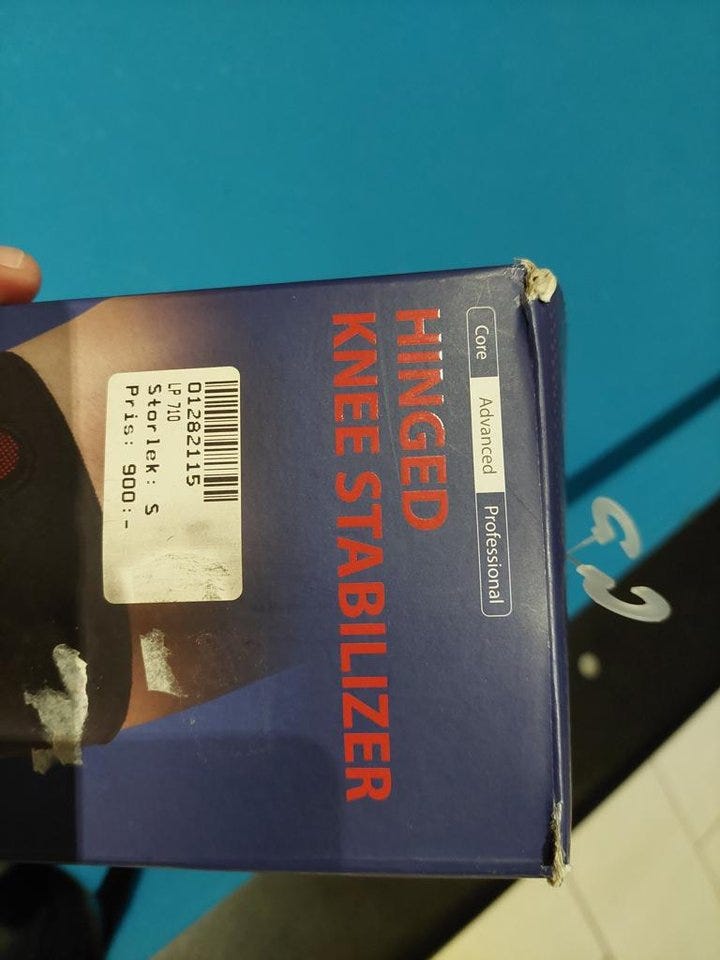 Core Advanced Professional
HINGED
KNEE STABILIZER
01282115
LP 710
Storlek: S
Pris: 900:-